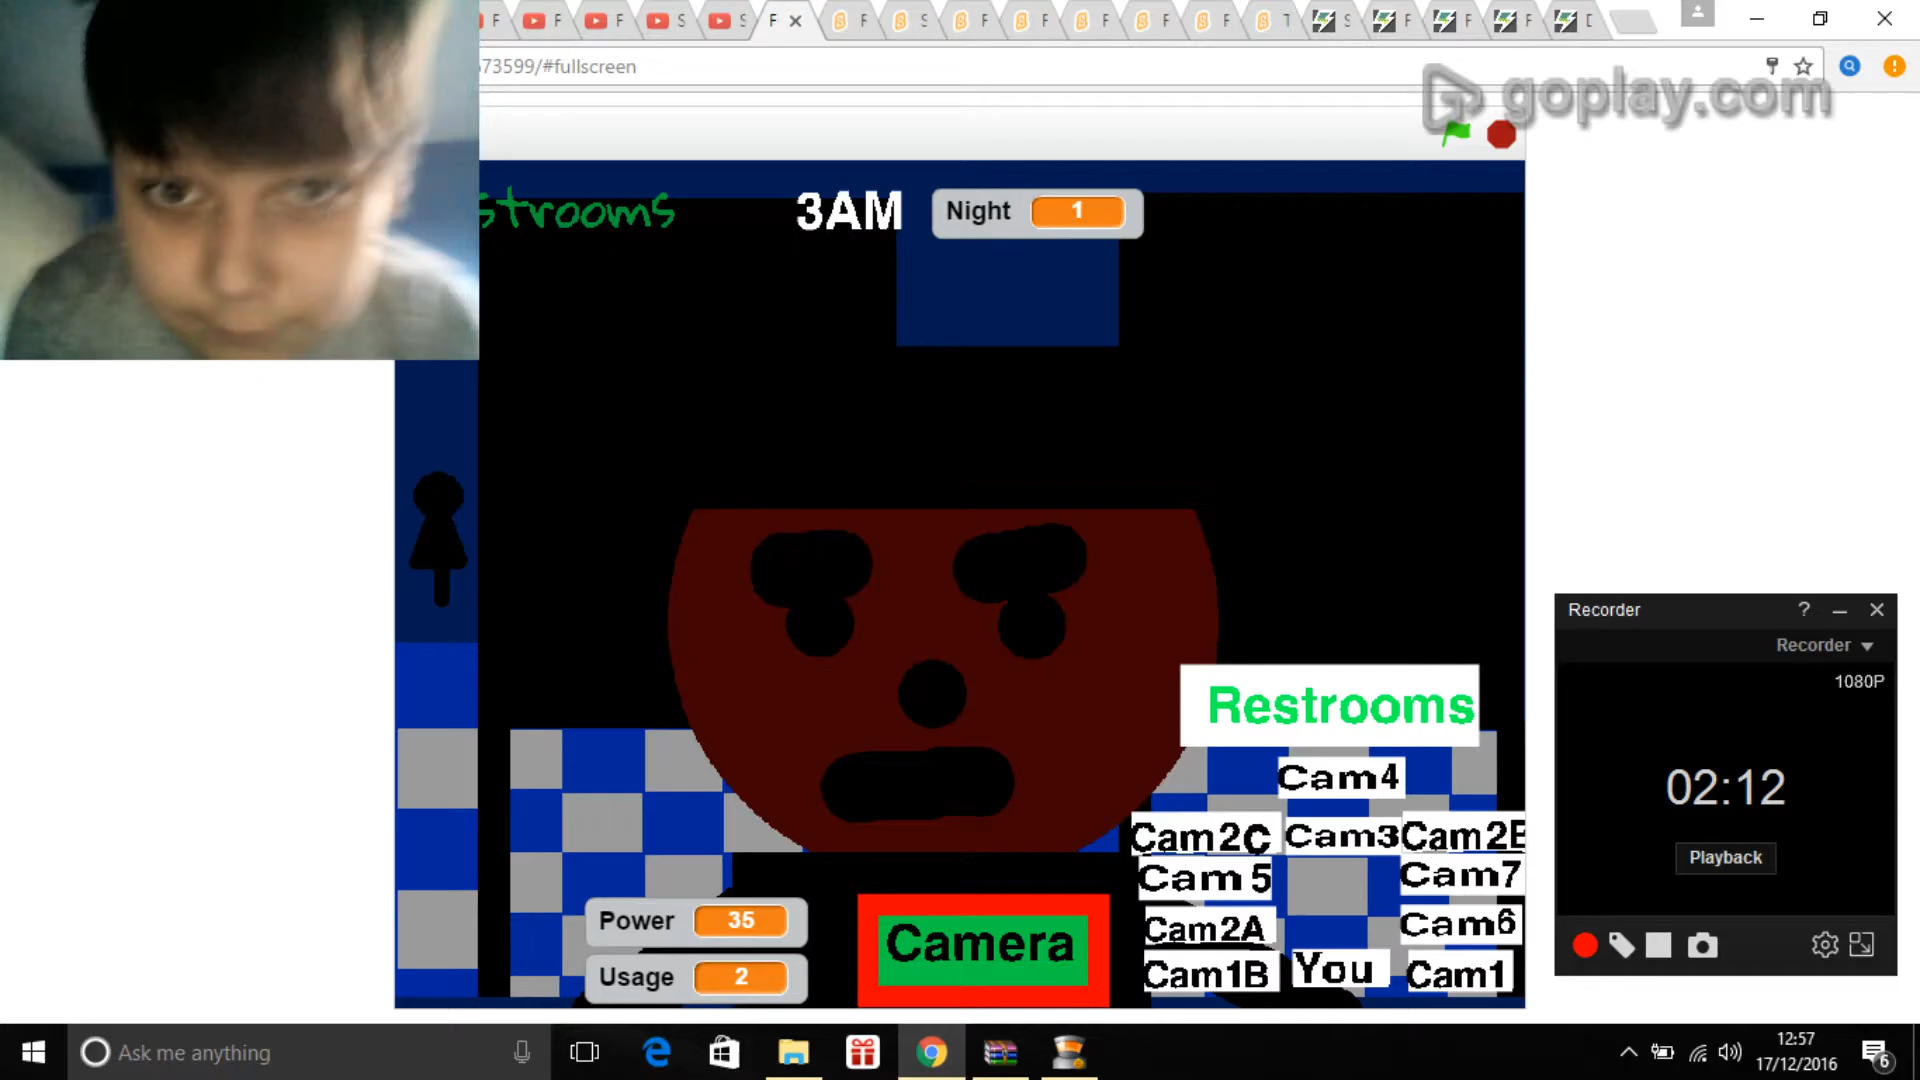 F F S S F F S F F F F F T S F F F D
73599/#fullscreen
goplay.com
strooms
3AM
Night 1
Recorder
Recorder
1080P
Restrooms
Cam4
Cam2C Cam3 Cam2B
Cam5 Cam7
02:12
Playback
Power 35
Cam2A Cam6
Camera
Usage 2
Cam1B You Cam1
Ask me anything
12:57
17/12/2016
6